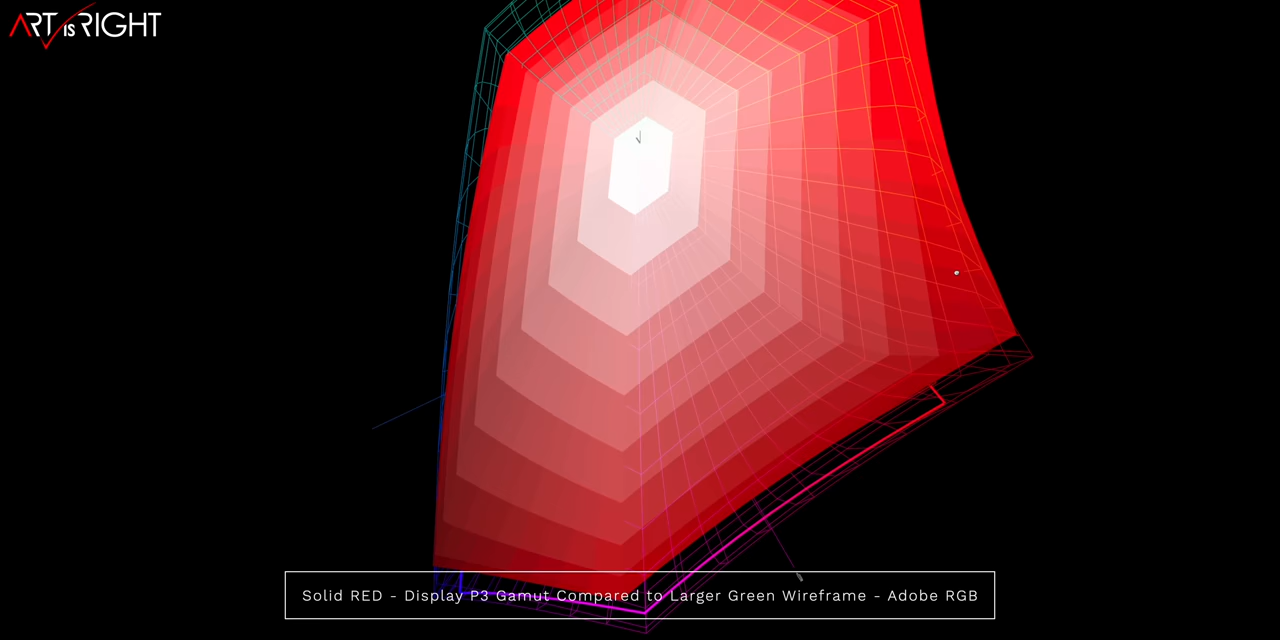 ART IS RIGHT
Solid RED - Display P3 Gamut Compared to Larger Green Wireframe - Adobe RGB